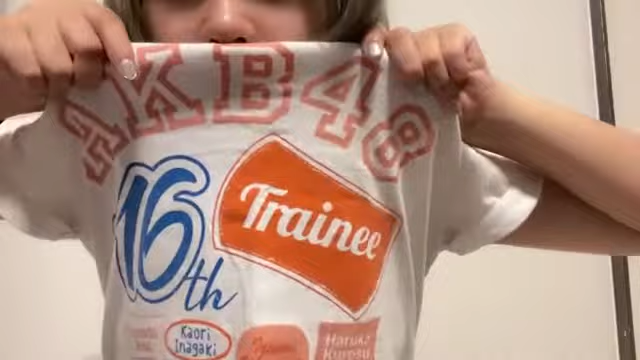 AKB48
16th
Trainee
Kaori
Inagaki
Haruka
Kurosu